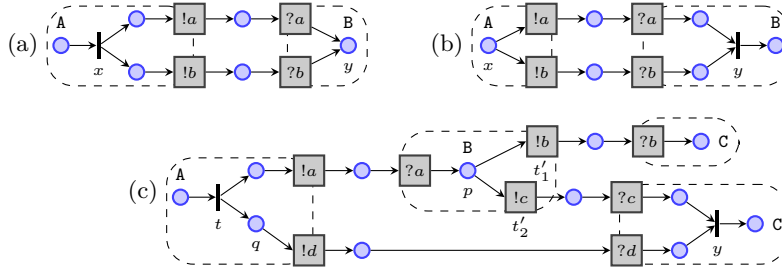 (a) A x !a !b ?a ?b B y
(b) A x !a !b ?a ?b B y
(c) A t q !a !d ?a B p !b t′1 !c t′2 ?b C ?c ?d y C